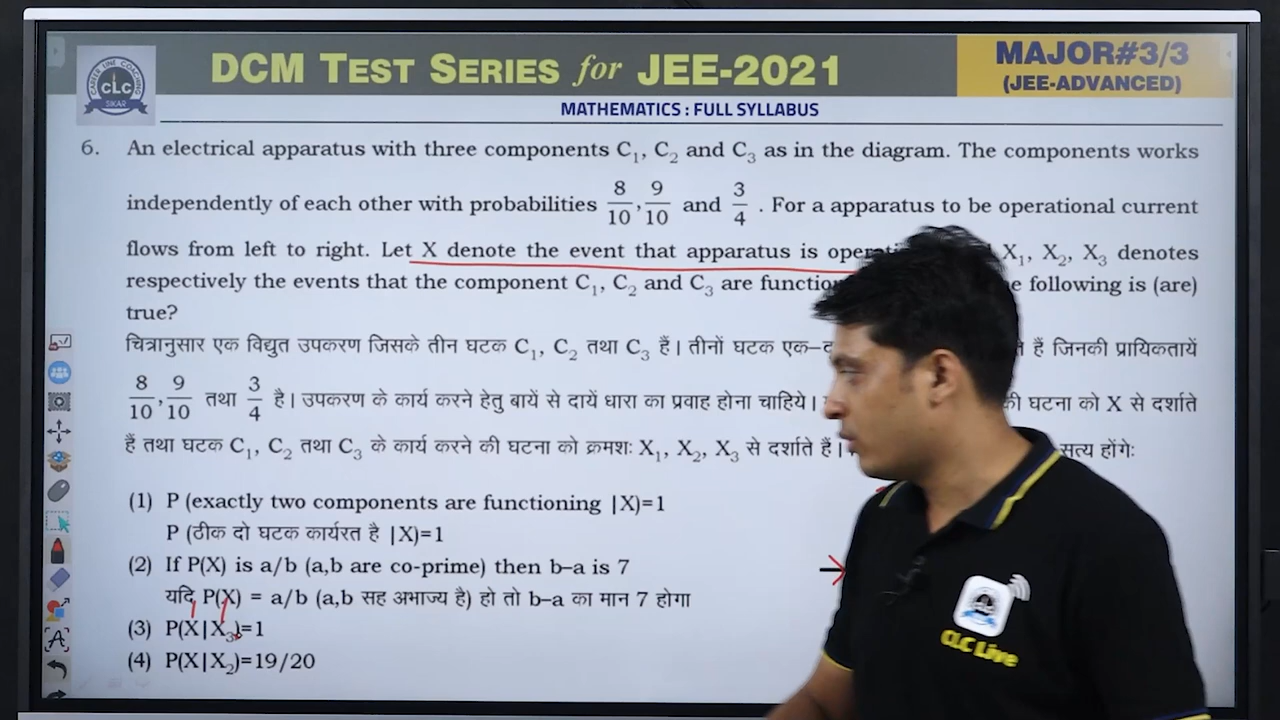 DCM TEST SERIES for JEE-2021
MAJOR#3/3
(JEE-ADVANCED)
CAREER LINE COACHING
CLC
SIKAR
MATHEMATICS : FULL SYLLABUS
6. An electrical apparatus with three components C₁, C₂ and C₃ as in the diagram. The components works
independently of each other with probabilities 8/10, 9/10 and 3/4 . For a apparatus to be operational current
flows from left to right. Let X denote the event that apparatus is X₁, X₂, X₃ denotes
respectively the events that the component C₁, C₂ and C₃ are following is (are)
true?
चित्रानुसार एक विद्युत उपकरण जिसके तीन घटक C₁, C₂ तथा C₃ हैं। तीनों घटक हैं जिनकी प्रायिकतायें
8/10, 9/10 तथा 3/4 है। उपकरण के कार्य करने हेतु बायें से दायें धारा का प्रवाह होना चाहिये। की घटना को X से दर्शाते
हैं तथा घटक C₁, C₂ तथा C₃ के कार्य करने की घटना को क्रमशः X₁, X₂, X₃ से दर्शाते हैं। सत्य होंगेः
(1) P (exactly two components are functioning |X)=1
P (ठीक दो घटक कार्यरत है |X)=1
(2) If P(X) is a/b (a,b are co-prime) then b–a is 7
यदि P(X) = a/b (a,b सह अभाज्य है) हो तो b–a का मान 7 होगा
(3) P(X|X₃)=1
(4) P(X|X₂)=19/20
CLC Live